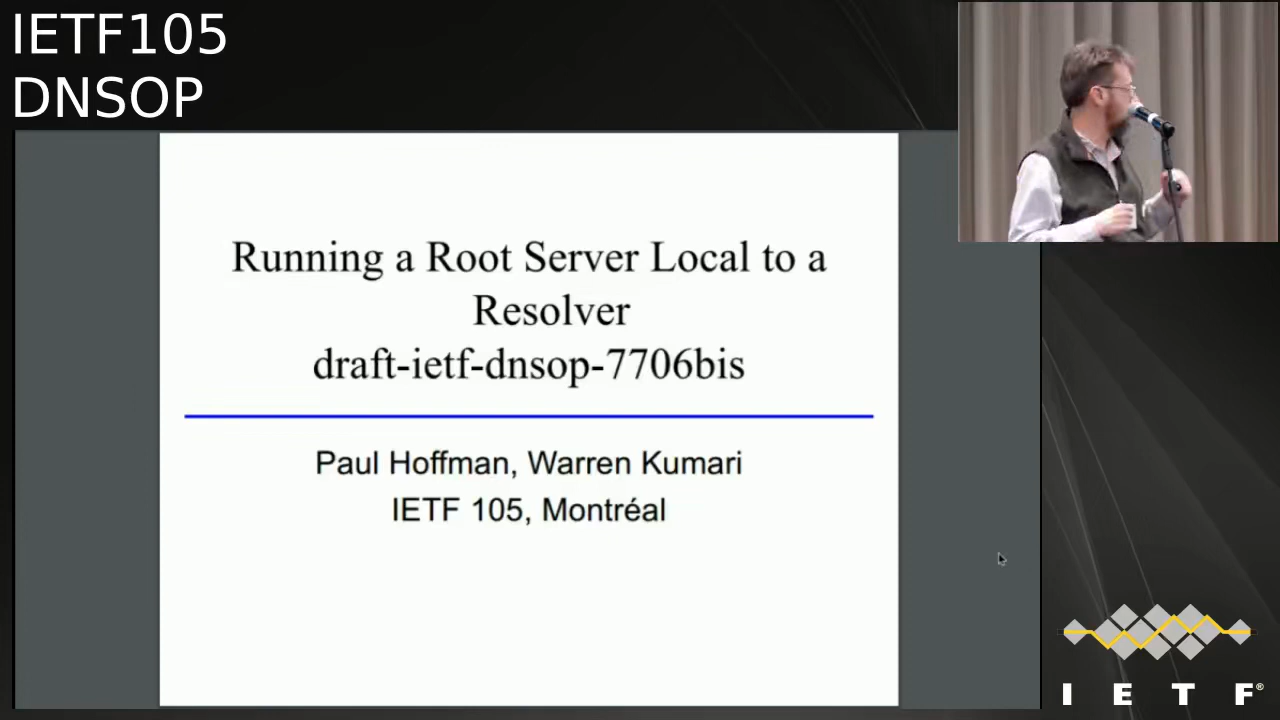 IETF105
DNSOP
Running a Root Server Local to a
Resolver
draft-ietf-dnsop-7706bis
Paul Hoffman, Warren Kumari
IETF 105, Montréal
I E T F®